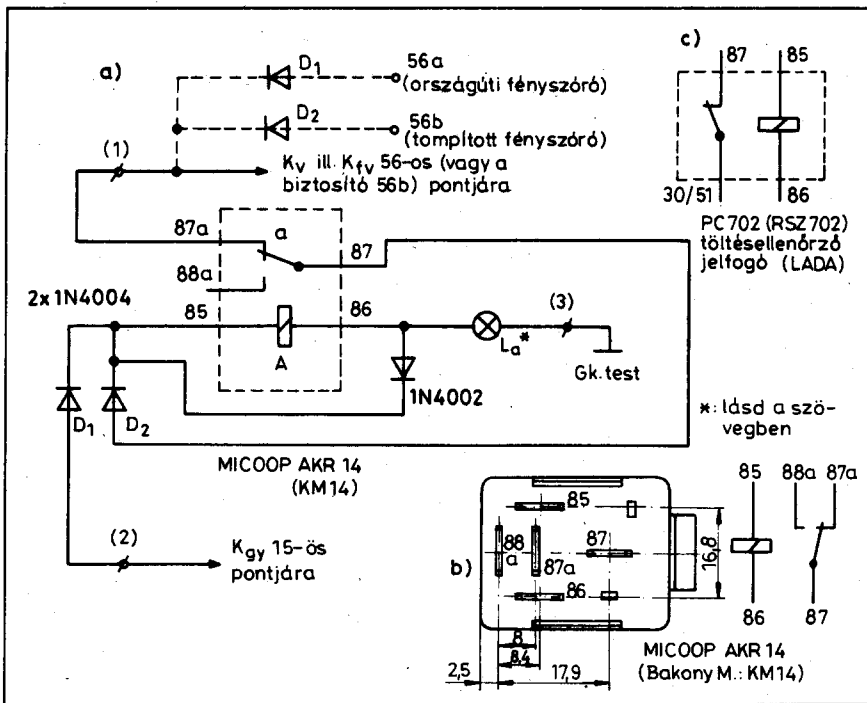 a)
D1
56a
(országúti fényszóró)
D2
56b
(tompított fényszóró)
(1)
Kv ill. Kfv 56-os (vagy a
biztosító 56b) pontjára
87a
a
87
88a
2x 1N4004
85
86
(3)
A
La*
Gk. test
1N4002
D1
D2
MICOOP AKR 14
(KM14)
(2)
Kgy 15-ös
pontjára
c)
87
85
30/51
86
PC702 (RSZ702)
töltésellenőrző
jelfogó (LADA)
*: lásd a szö-
vegben
b)
85
88
a
87a
87
86
16,8
8
8,4
2,5
17,9
85
88a
87a
86
87
MICOOP AKR 14
(Bakony M.: KM14)